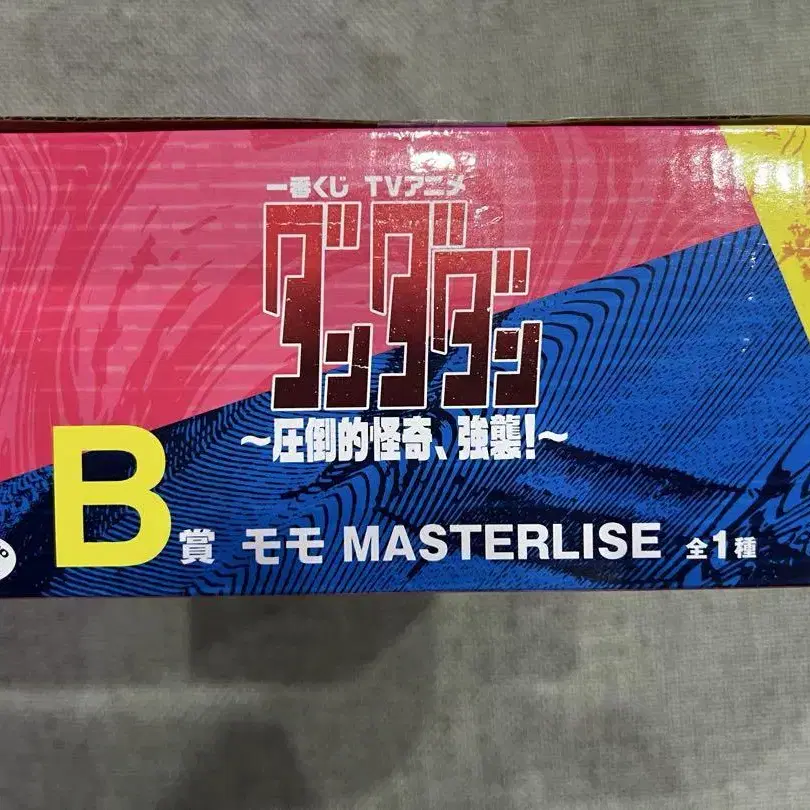 一番くじ TVアニメ
ダンダダン
～圧倒的怪奇、強襲!～
B賞 モモ MASTERLISE 全1種